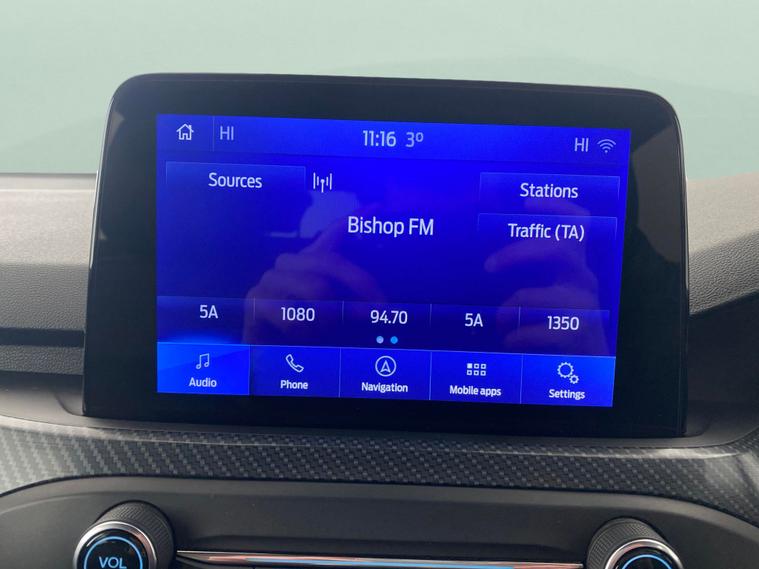 HI 11:16 3° HI
Sources
Stations
Bishop FM
Traffic (TA)
5A 1080 94.70 5A 1350
Audio Phone Navigation Mobile apps Settings
VOL